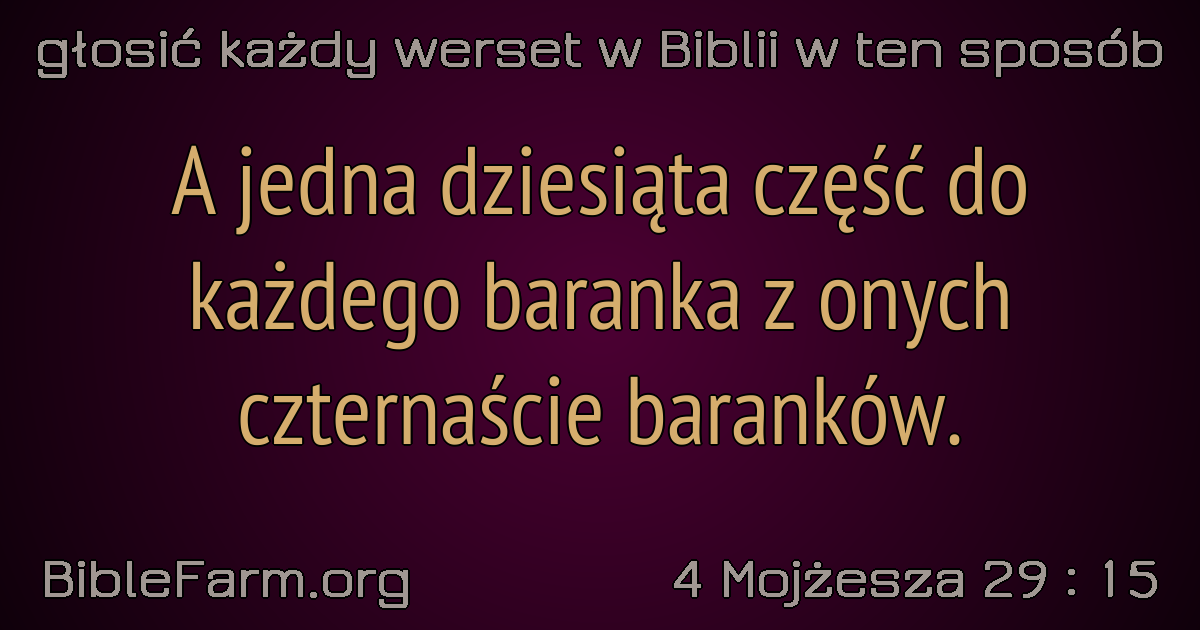 głosić każdy werset w Biblii w ten sposób
A jedna dziesiąta część do
każdego baranka z onych
czternaście baranków.
BibleFarm.org
4 Mojżesza 29 : 15